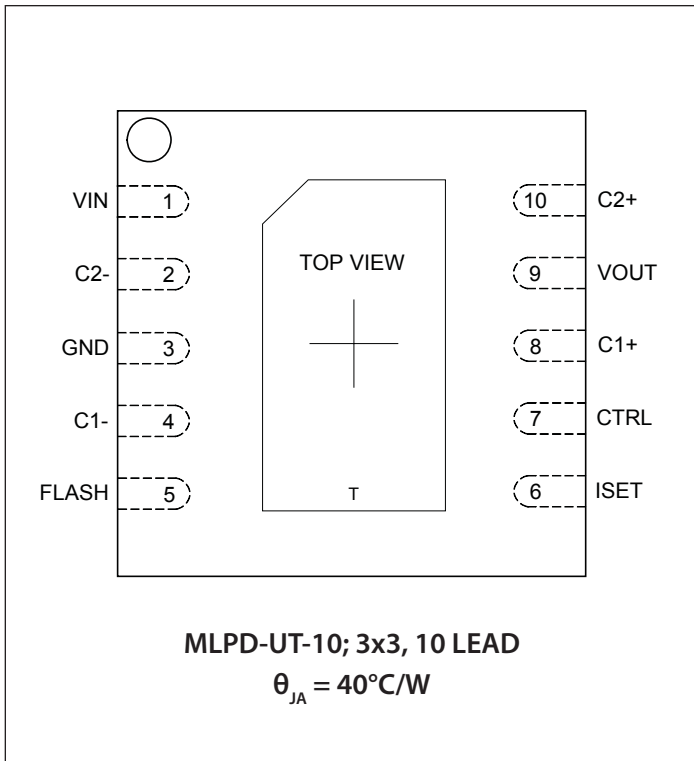 VIN 1
C2- 2
GND 3
C1- 4
FLASH 5
TOP VIEW
T
10 C2+
9 VOUT
8 C1+
7 CTRL
6 ISET
MLPD-UT-10; 3x3, 10 LEAD
θJA = 40°C/W